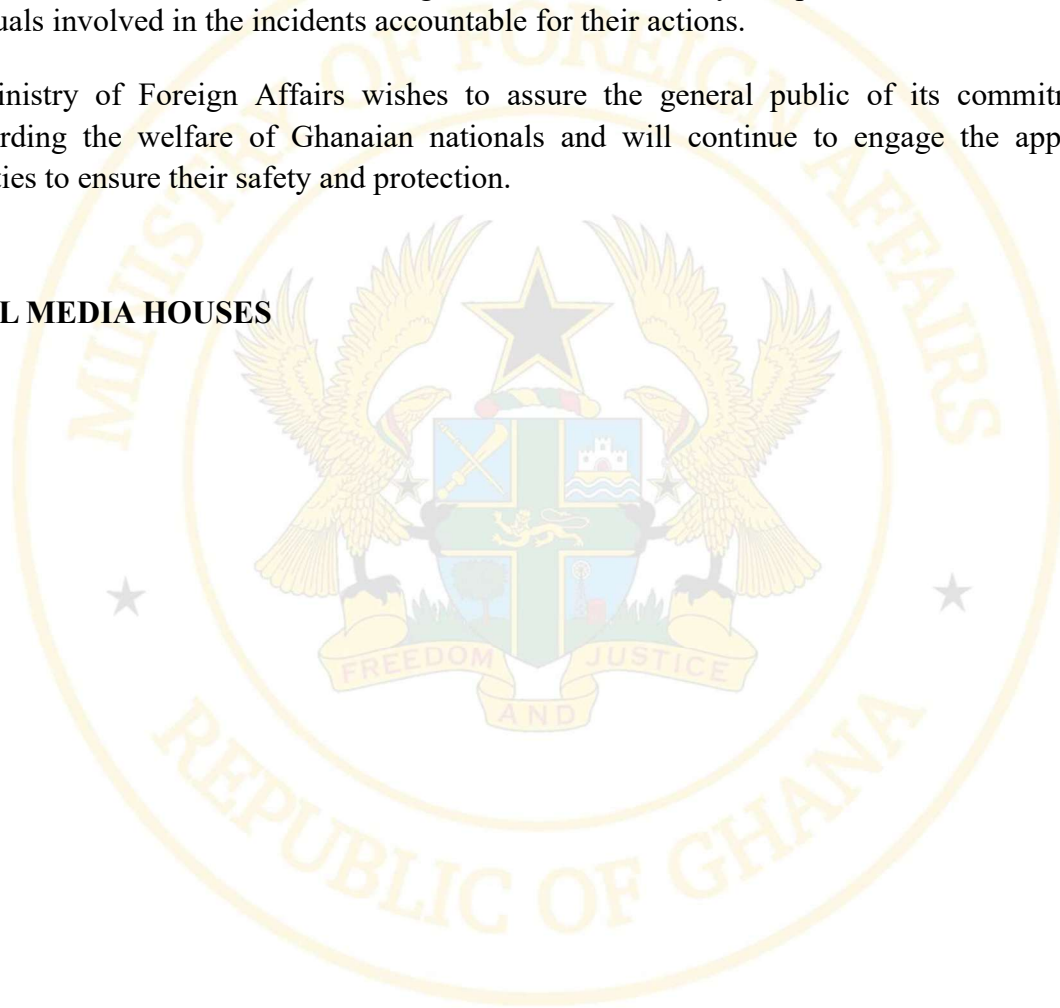 uals involved in the incidents accountable for their actions.
inistry of Foreign Affairs wishes to assure the general public of its commit
rding the welfare of Ghanaian nationals and will continue to engage the app
ties to ensure their safety and protection.
L MEDIA HOUSES
MINISTRY OF FOREIGN AFFAIRS
FREEDOM AND JUSTICE
REPUBLIC OF GHANA